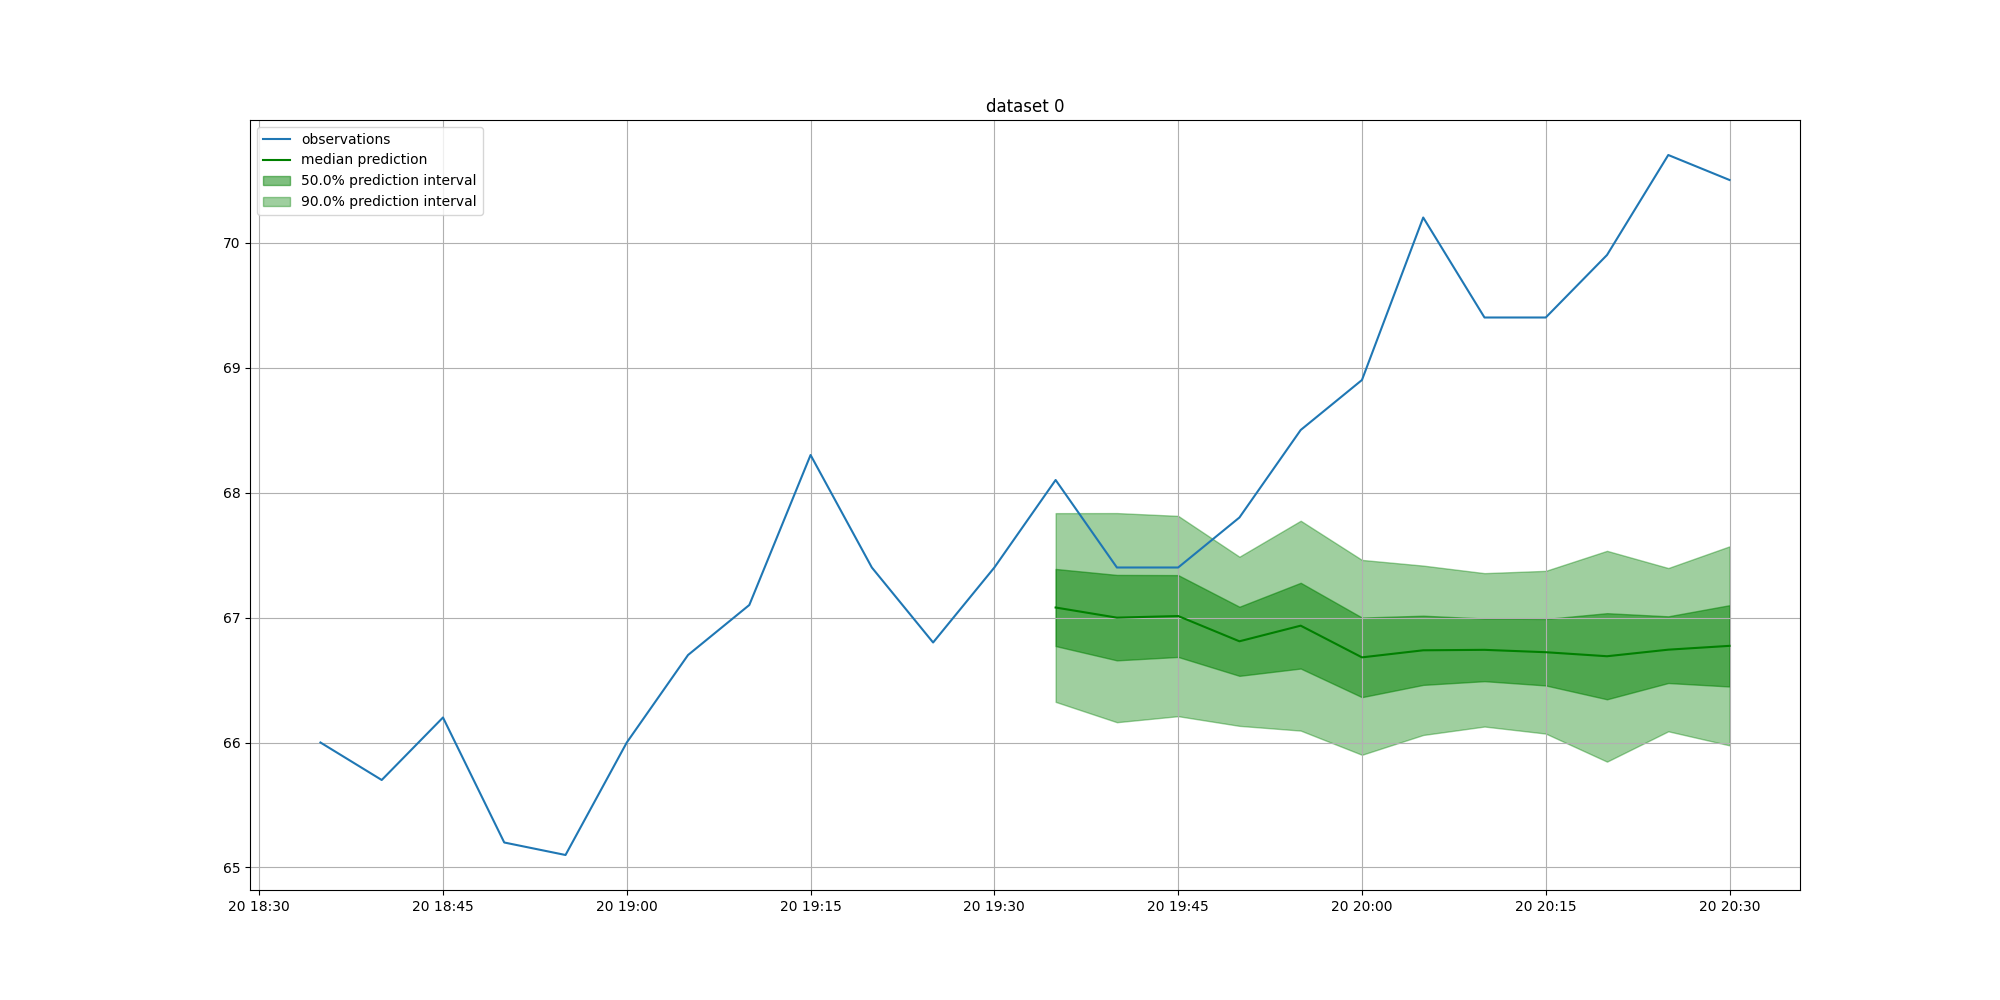 dataset 0
observations
median prediction
50.0% prediction interval
90.0% prediction interval
70
69
68
67
66
65
20 18:30 20 18:45 20 19:00 20 19:15 20 19:30 20 19:45 20 20:00 20 20:15 20 20:30